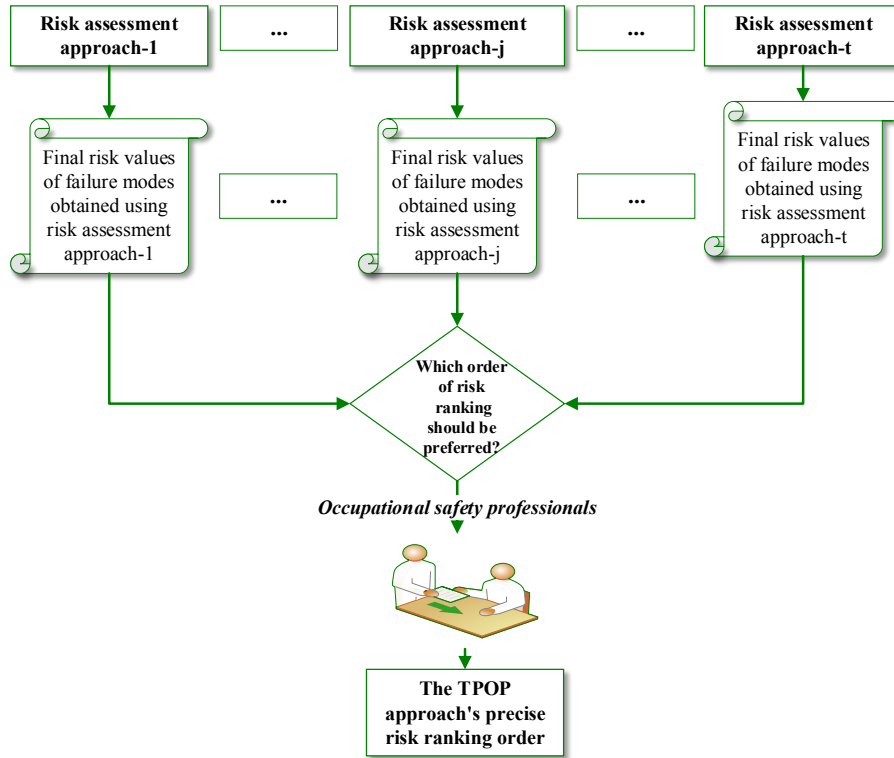 Risk assessment
approach-1
...
Risk assessment
approach-j
...
Risk assessment
approach-t
Final risk values
of failure modes
obtained using
risk assessment
approach-1
...
Final risk values
of failure modes
obtained using
risk assessment
approach-j
...
Final risk values
of failure modes
obtained using
risk assessment
approach-t
Which order
of risk
ranking
should be
preferred?
Occupational safety professionals
The TPOP
approach's precise
risk ranking order